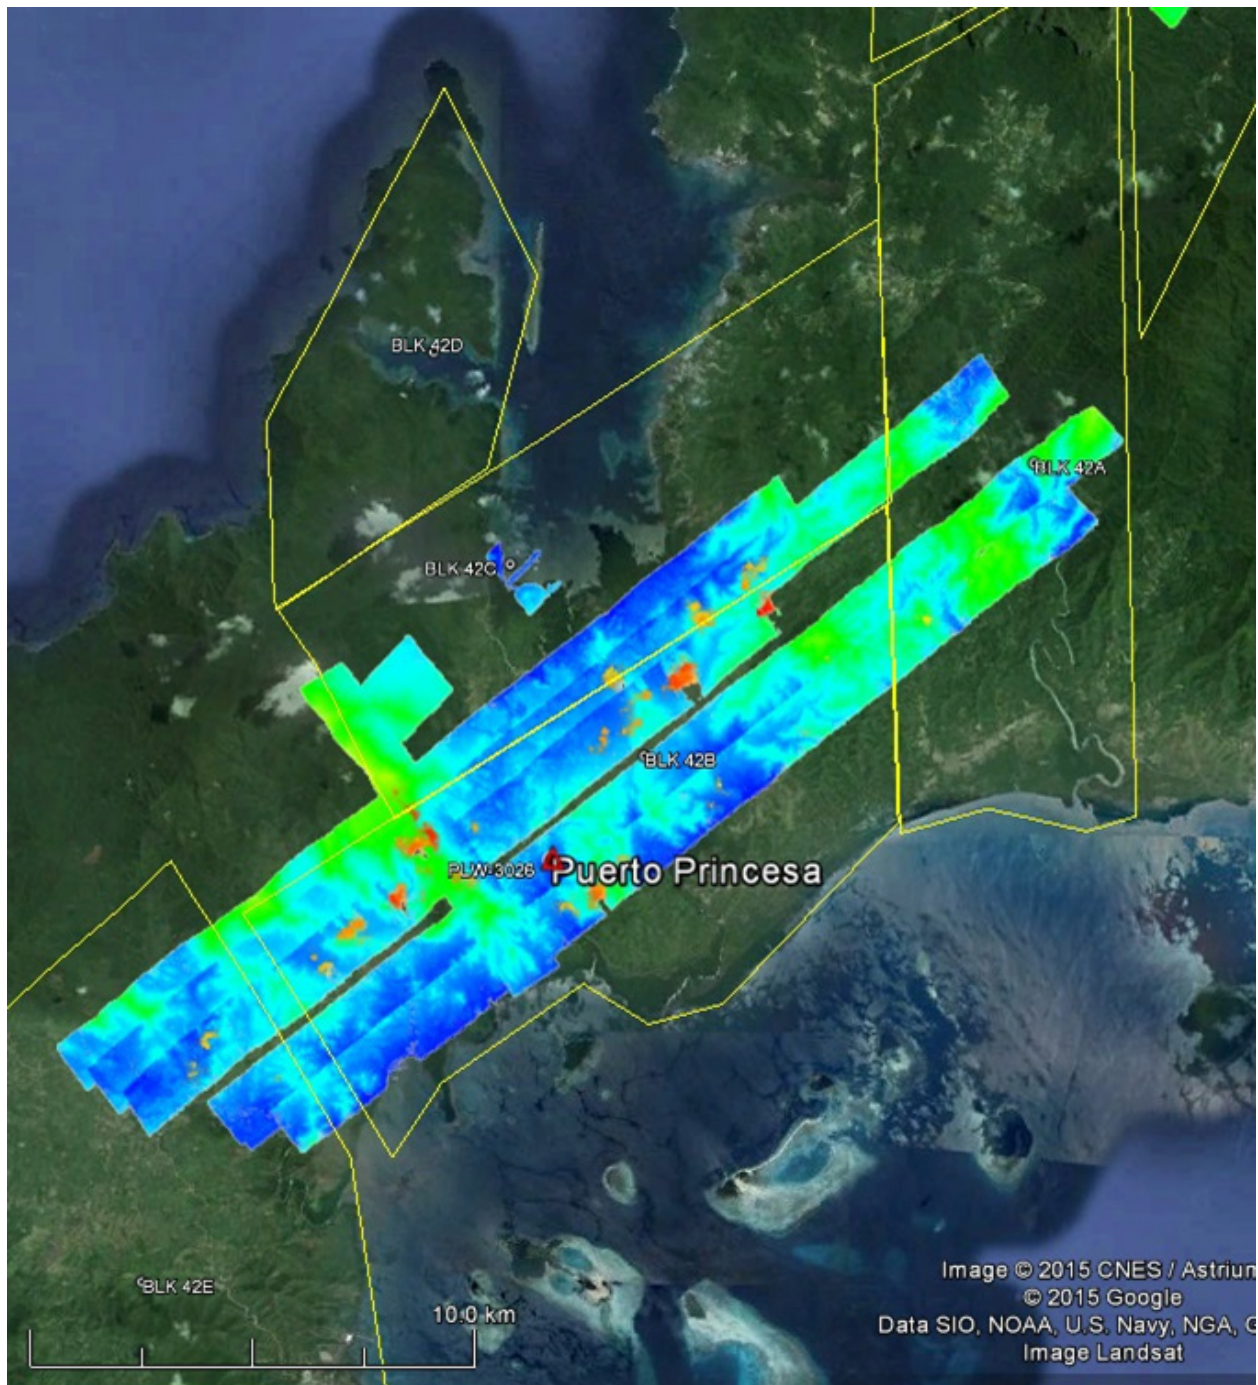 BLK 42D
BLK 42A
BLK 42C
BLK 42B
PLW-3026
Puerto Princesa
BLK 42E
10.0 km
Image © 2015 CNES / Astrium
© 2015 Google
Data SIO, NOAA, U.S. Navy, NGA, G
Image Landsat